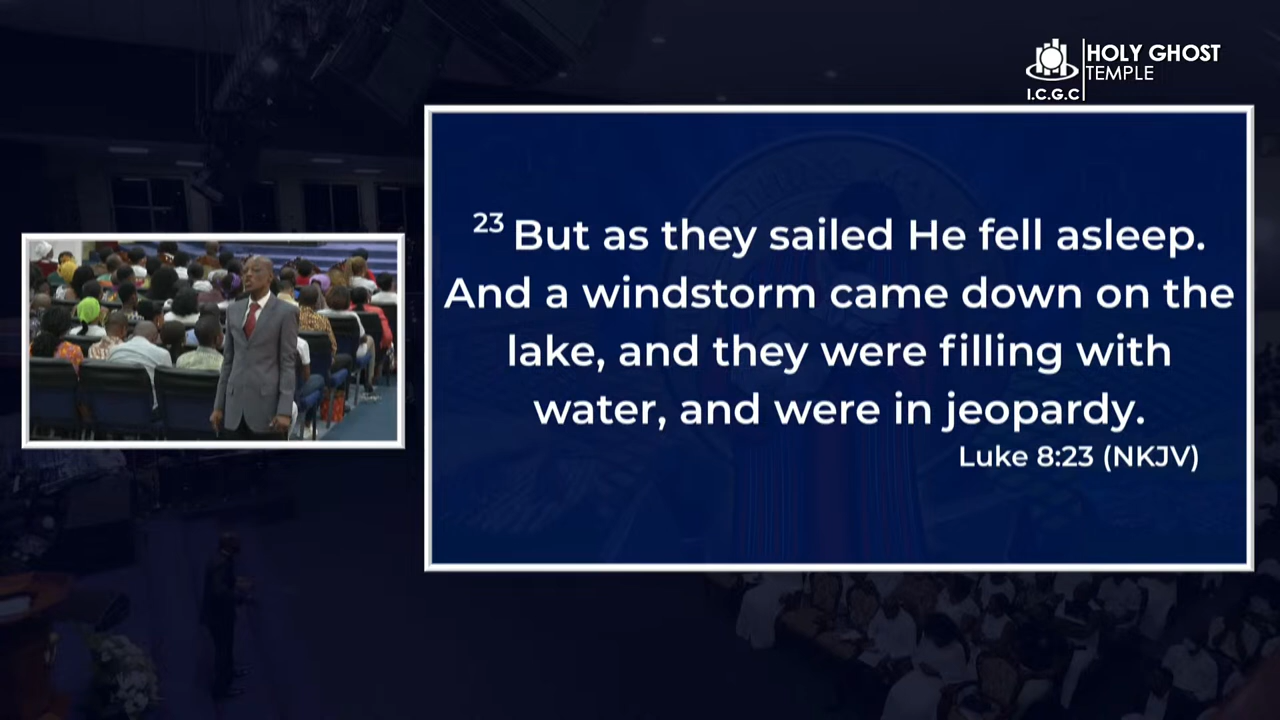 HOLY GHOST
TEMPLE
I.C.G.C
23 But as they sailed He fell asleep.
And a windstorm came down on the
lake, and they were filling with
water, and were in jeopardy.
Luke 8:23 (NKJV)